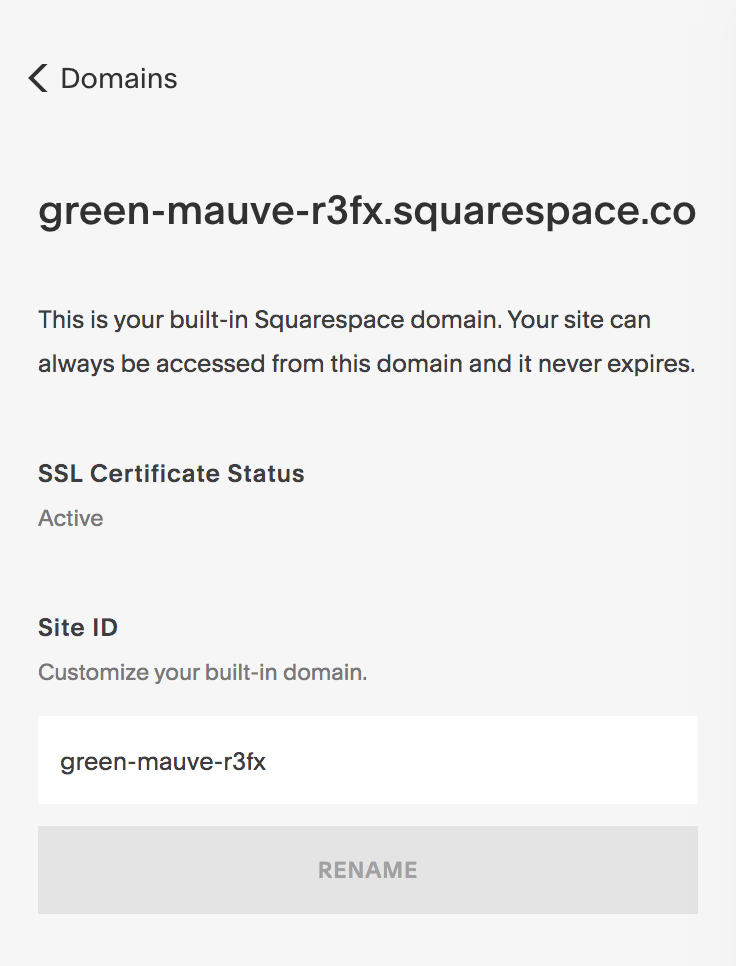 Domains
green-mauve-r3fx.squarespace.co
This is your built-in Squarespace domain. Your site can
always be accessed from this domain and it never expires.
SSL Certificate Status
Active
Site ID
Customize your built-in domain.
green-mauve-r3fx
RENAME